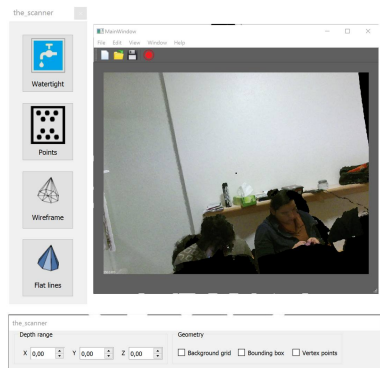 the_scanner
Watertight
Points
Wireframe
Flat lines
MainWindow
File Edit View Window Help
the_scanner
Depth range
X 0,00 Y 0,00 Z 0,00
Geometry
Background grid Bounding box Vertex points